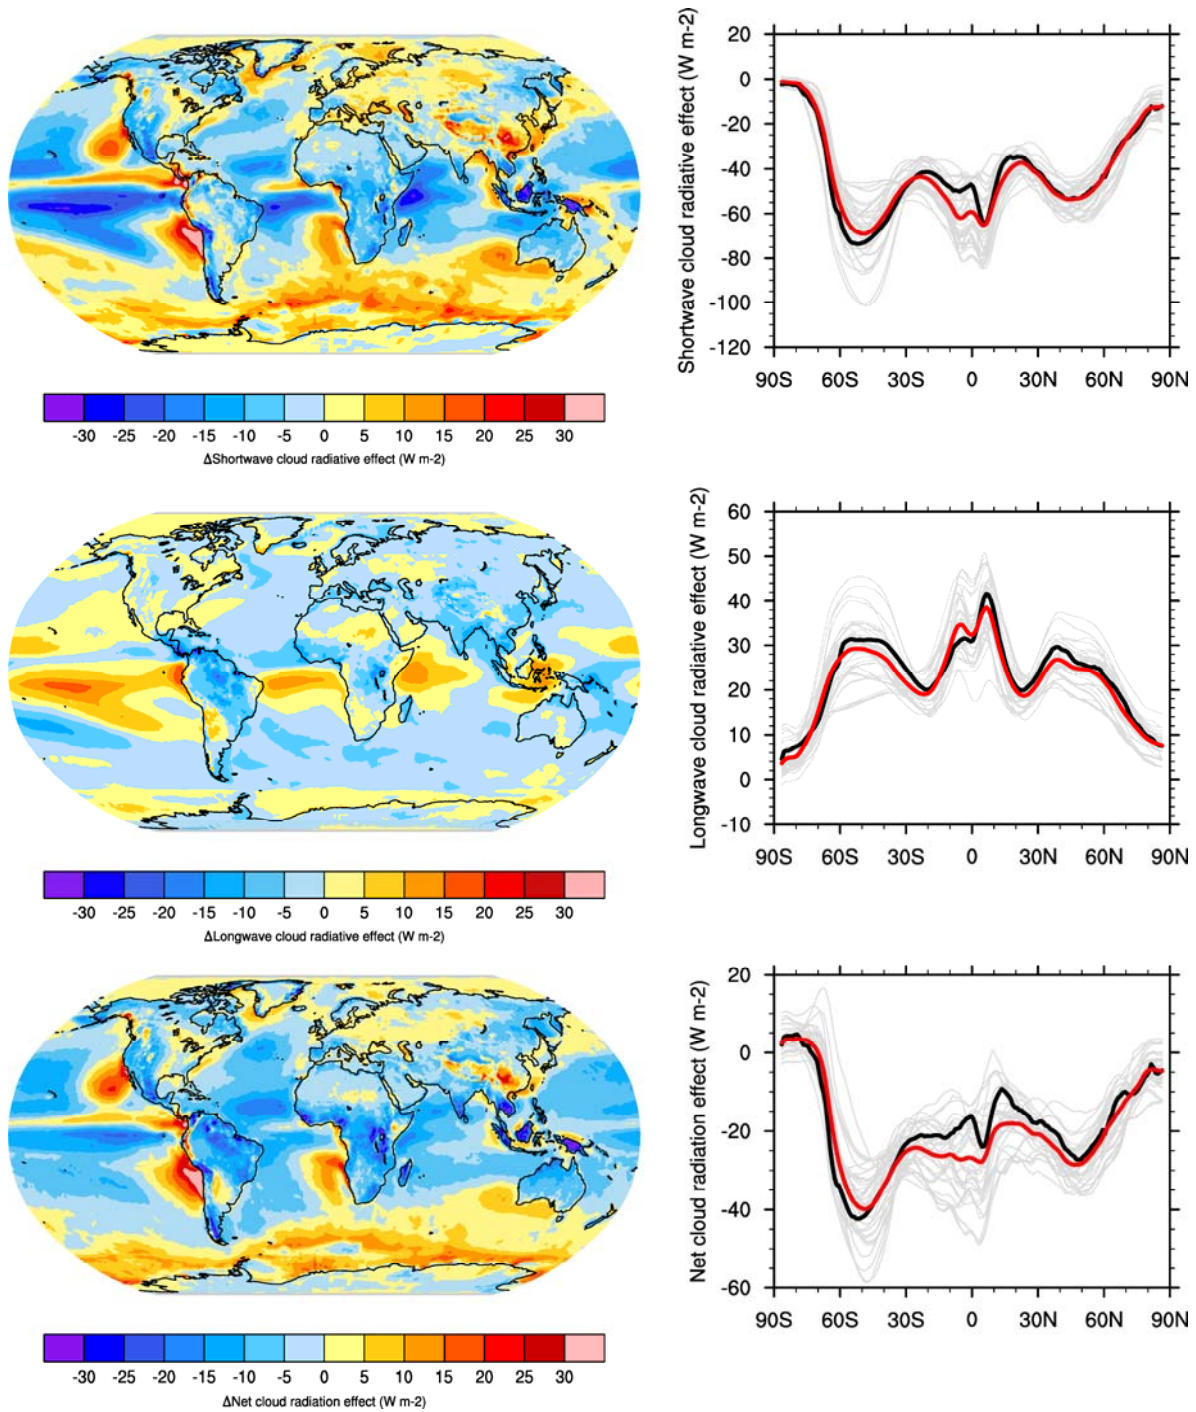 Shortwave cloud radiative effect (W m-2)
20
0
-20
-40
-60
-80
-100
-120
90S 60S 30S 0 30N 60N 90N
-30 -25 -20 -15 -10 -5 0 5 10 15 20 25 30
ΔShortwave cloud radiative effect (W m-2)
Longwave cloud radiative effect (W m-2)
60
50
40
30
20
10
0
-10
90S 60S 30S 0 30N 60N 90N
-30 -25 -20 -15 -10 -5 0 5 10 15 20 25 30
ΔLongwave cloud radiative effect (W m-2)
Net cloud radiation effect (W m-2)
20
0
-20
-40
-60
90S 60S 30S 0 30N 60N 90N
-30 -25 -20 -15 -10 -5 0 5 10 15 20 25 30
ΔNet cloud radiation effect (W m-2)